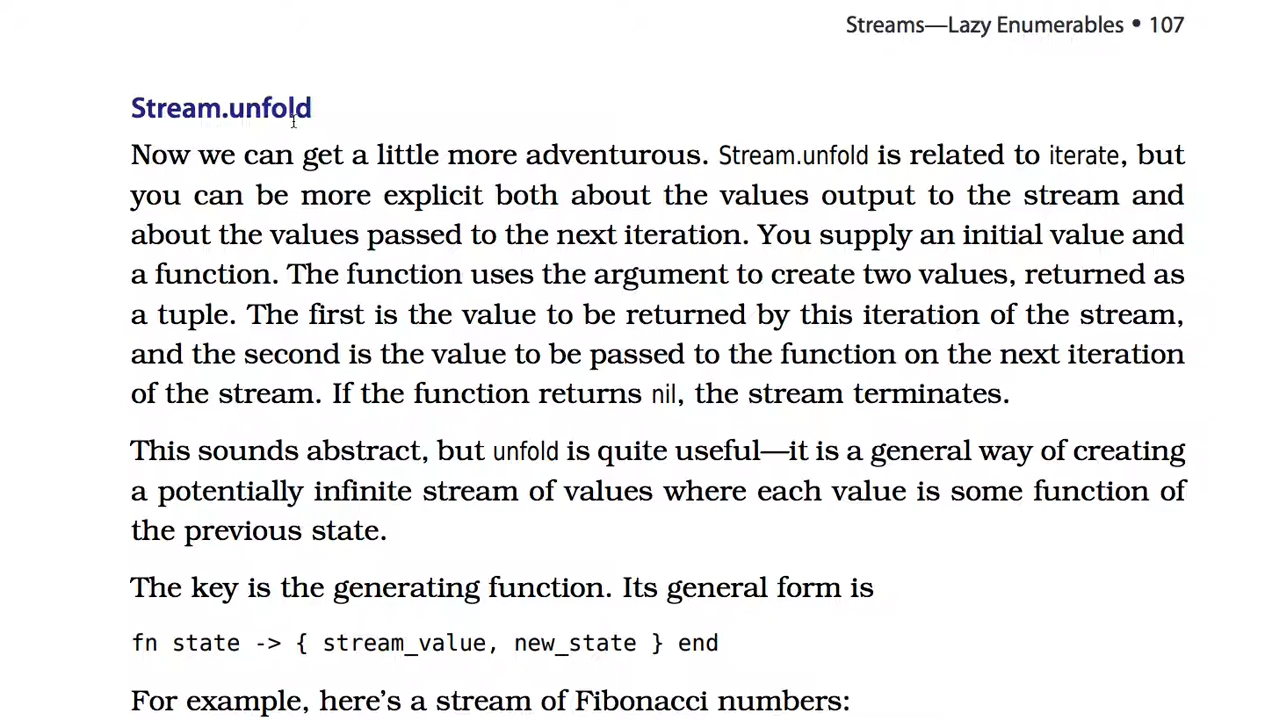 Streams—Lazy Enumerables • 107
Stream.unfold
Now we can get a little more adventurous. Stream.unfold is related to iterate, but
you can be more explicit both about the values output to the stream and
about the values passed to the next iteration. You supply an initial value and
a function. The function uses the argument to create two values, returned as
a tuple. The first is the value to be returned by this iteration of the stream,
and the second is the value to be passed to the function on the next iteration
of the stream. If the function returns nil, the stream terminates.
This sounds abstract, but unfold is quite useful—it is a general way of creating
a potentially infinite stream of values where each value is some function of
the previous state.
The key is the generating function. Its general form is
fn state -> { stream_value, new_state } end
For example, here’s a stream of Fibonacci numbers: